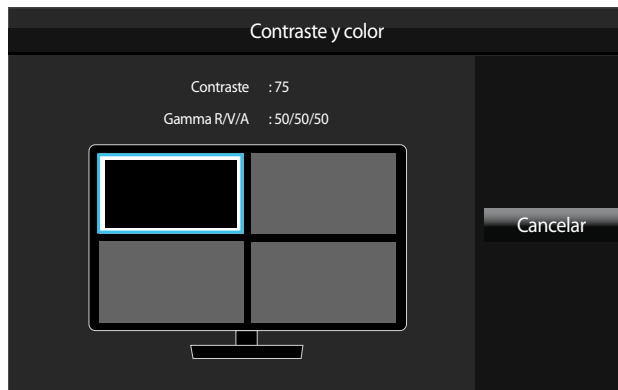 Contraste y color
Contraste : 75
Gamma R/V/A : 50/50/50
Cancelar